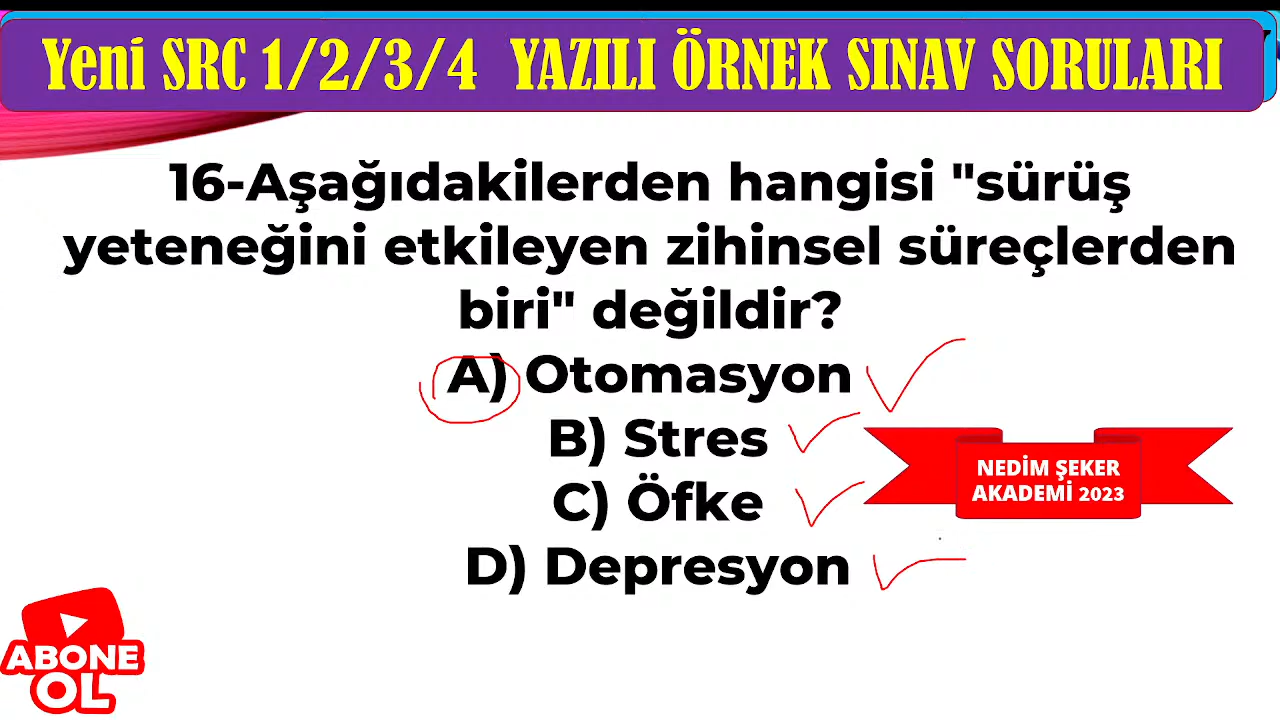 Yeni SRC 1/2/3/4 YAZILI ÖRNEK SINAV SORULARI
16-Aşağıdakilerden hangisi "sürüş
yeteneğini etkileyen zihinsel süreçlerden
biri" değildir?
A) Otomasyon
B) Stres
C) Öfke
D) Depresyon
NEDİM ŞEKER
AKADEMİ 2023
ABONE
OL